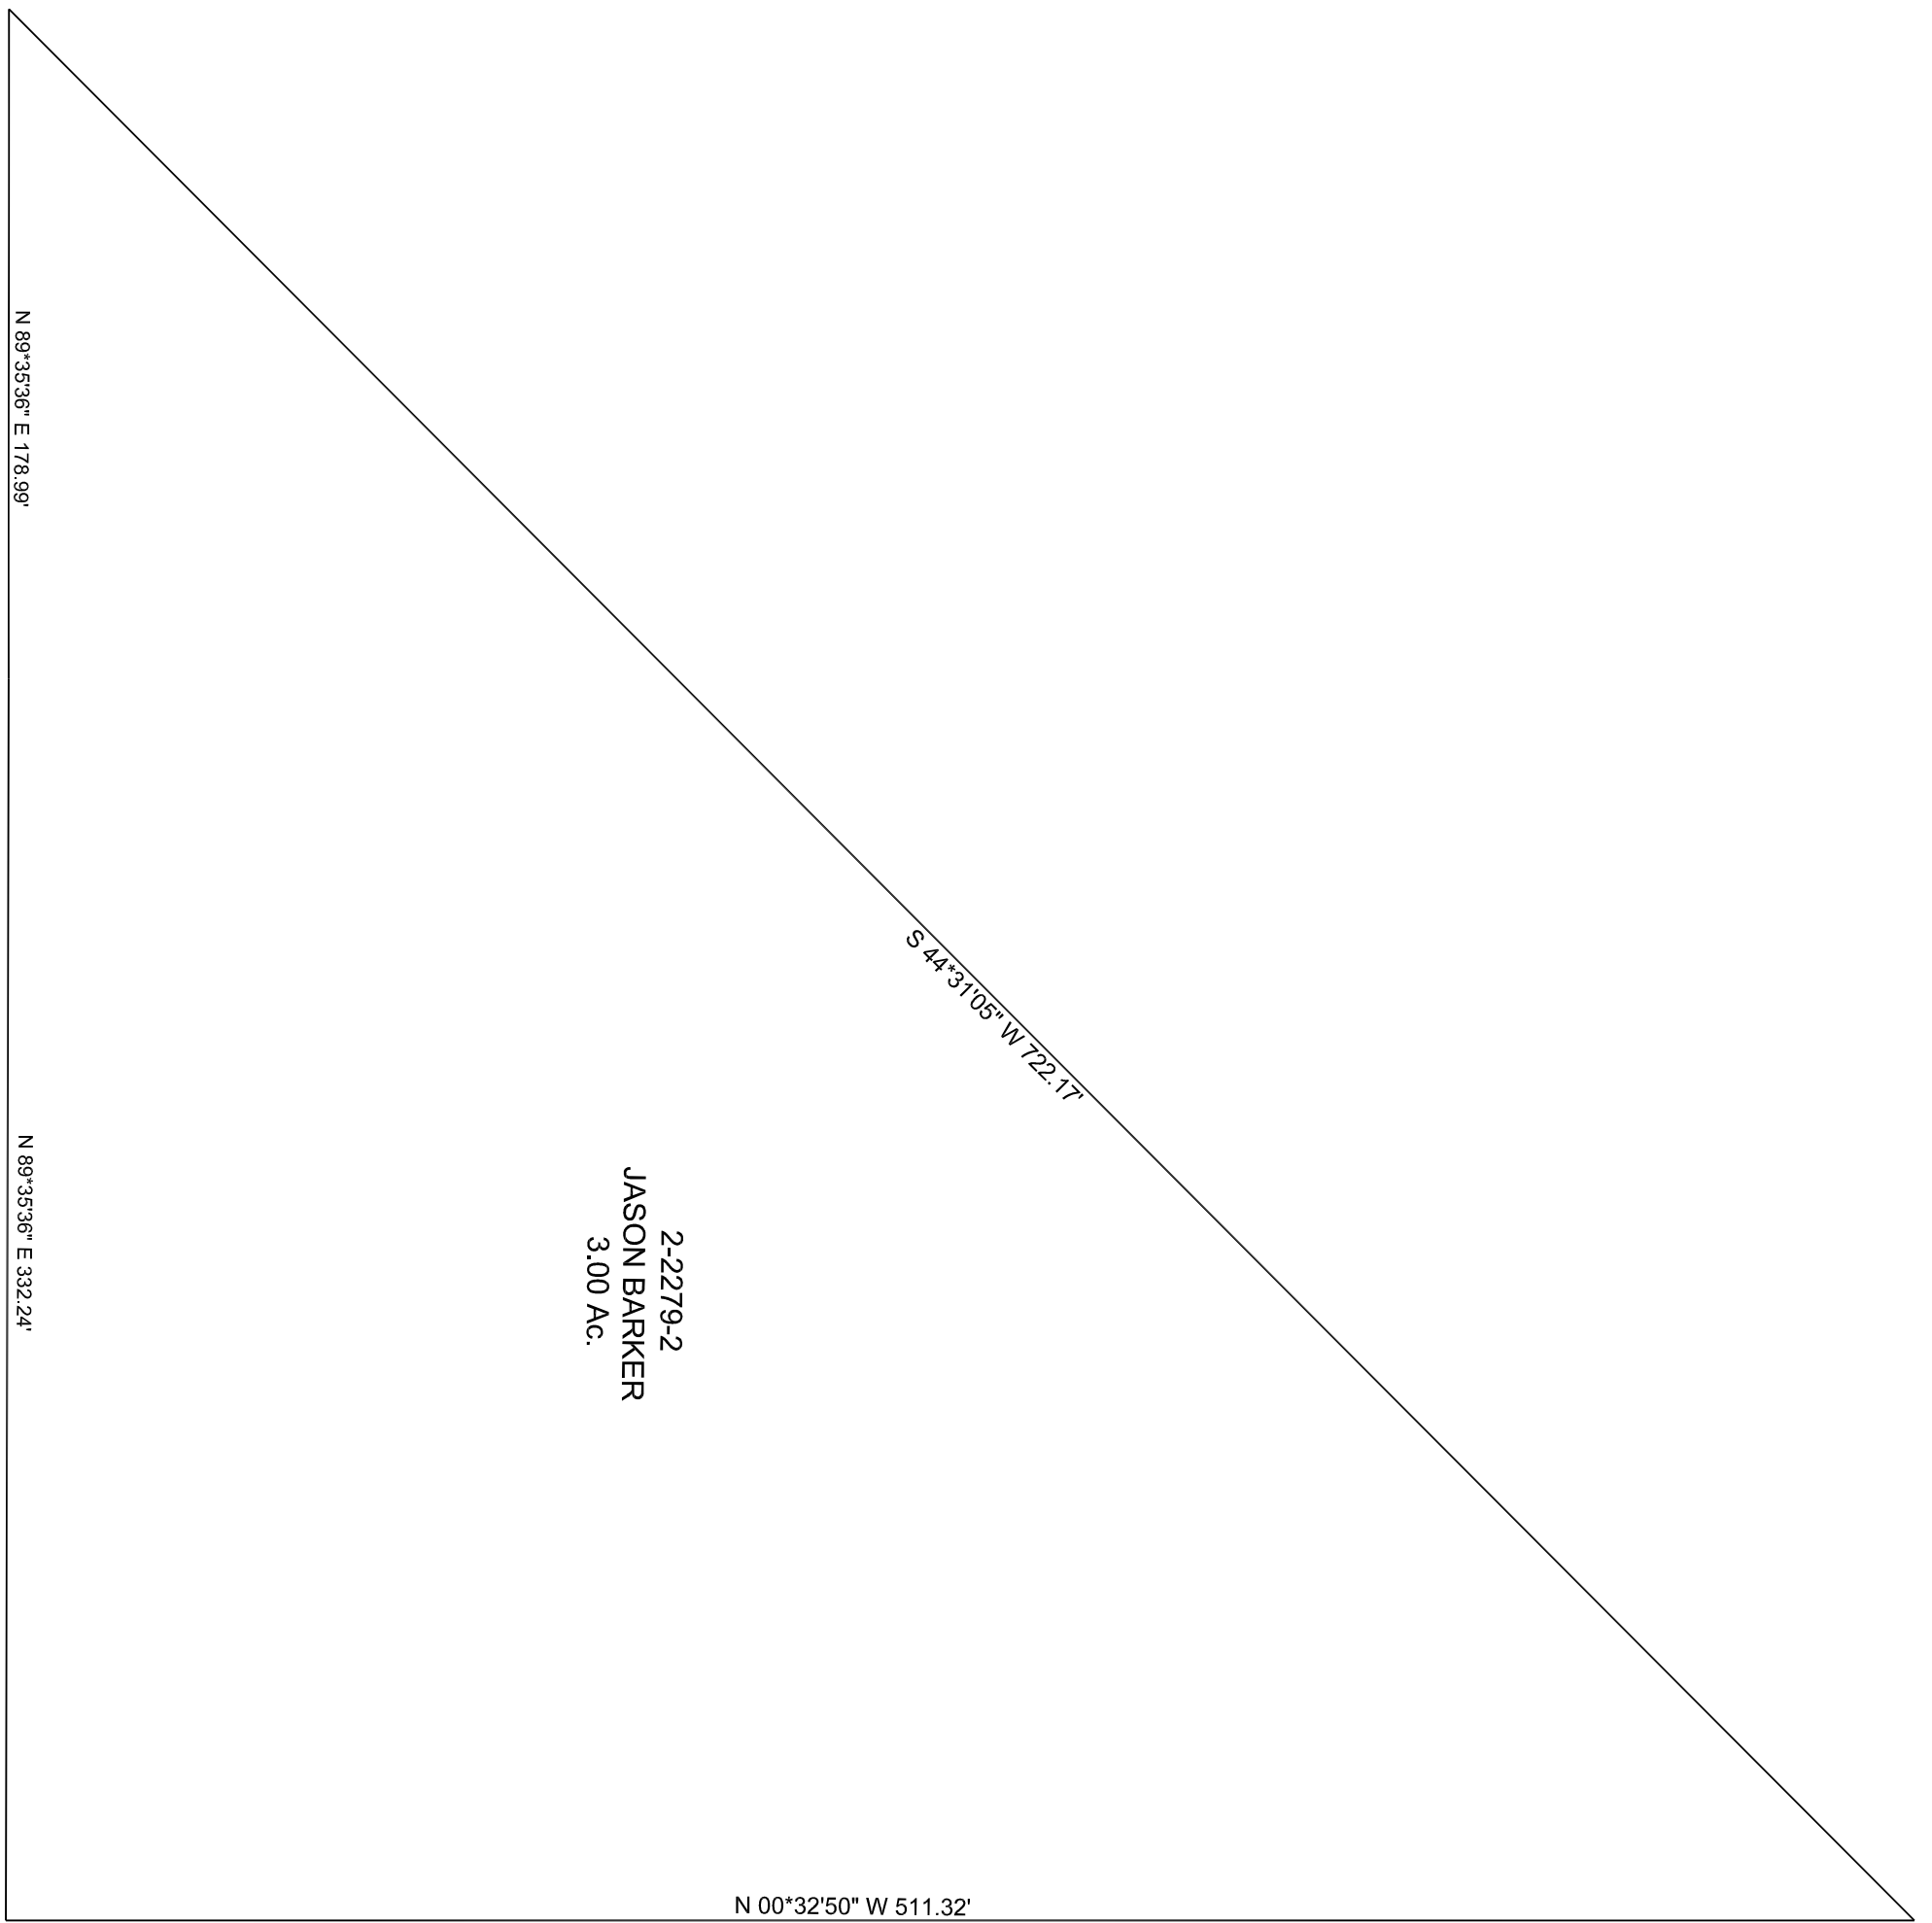 N 89*35'36" E 178.99'
S 44*31'05" W 722.17'
N 89*35'36" E 332.24'
2-2279-2
JASON BARKER
3.00 Ac.
N 00*32'50" W 511.32'